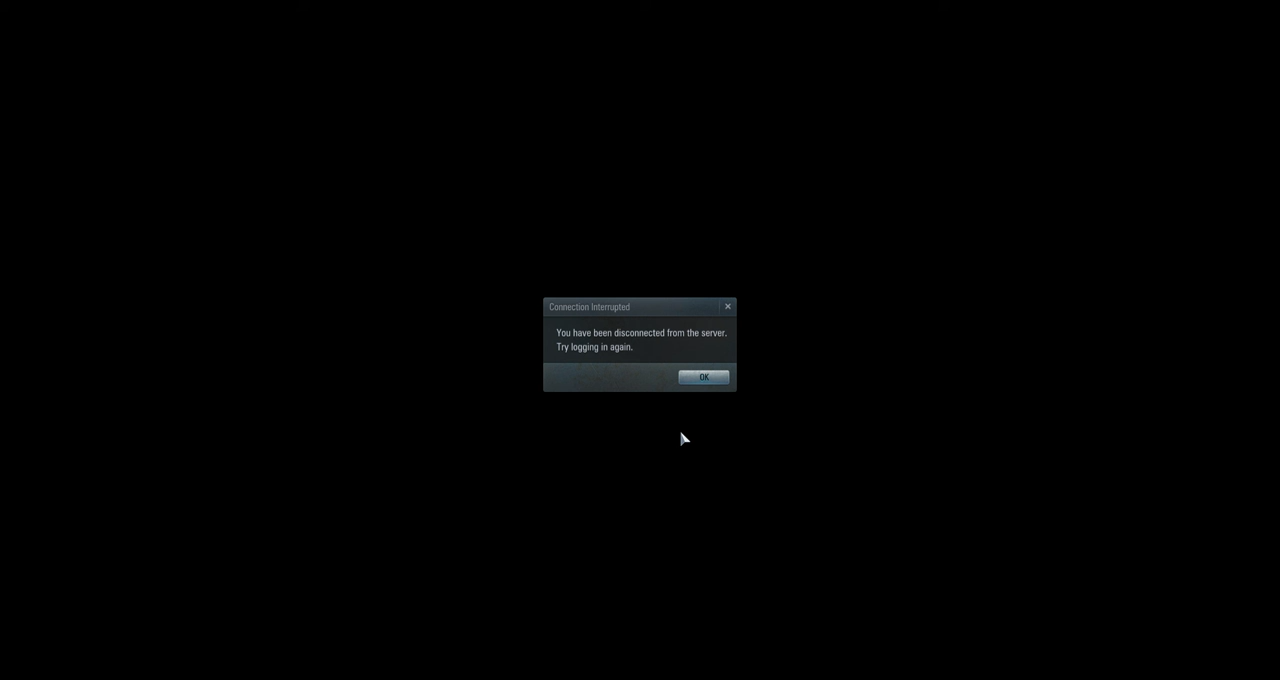 Connection Interrupted
You have been disconnected from the server.
Try logging in again.
OK